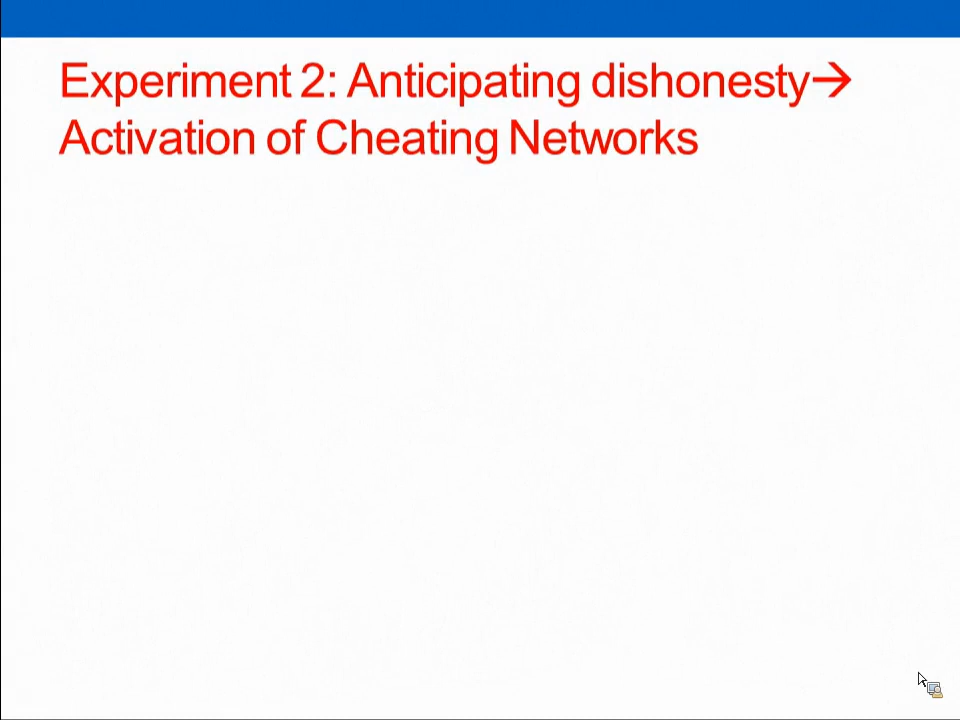 Experiment 2: Anticipating dishonesty→
Activation of Cheating Networks